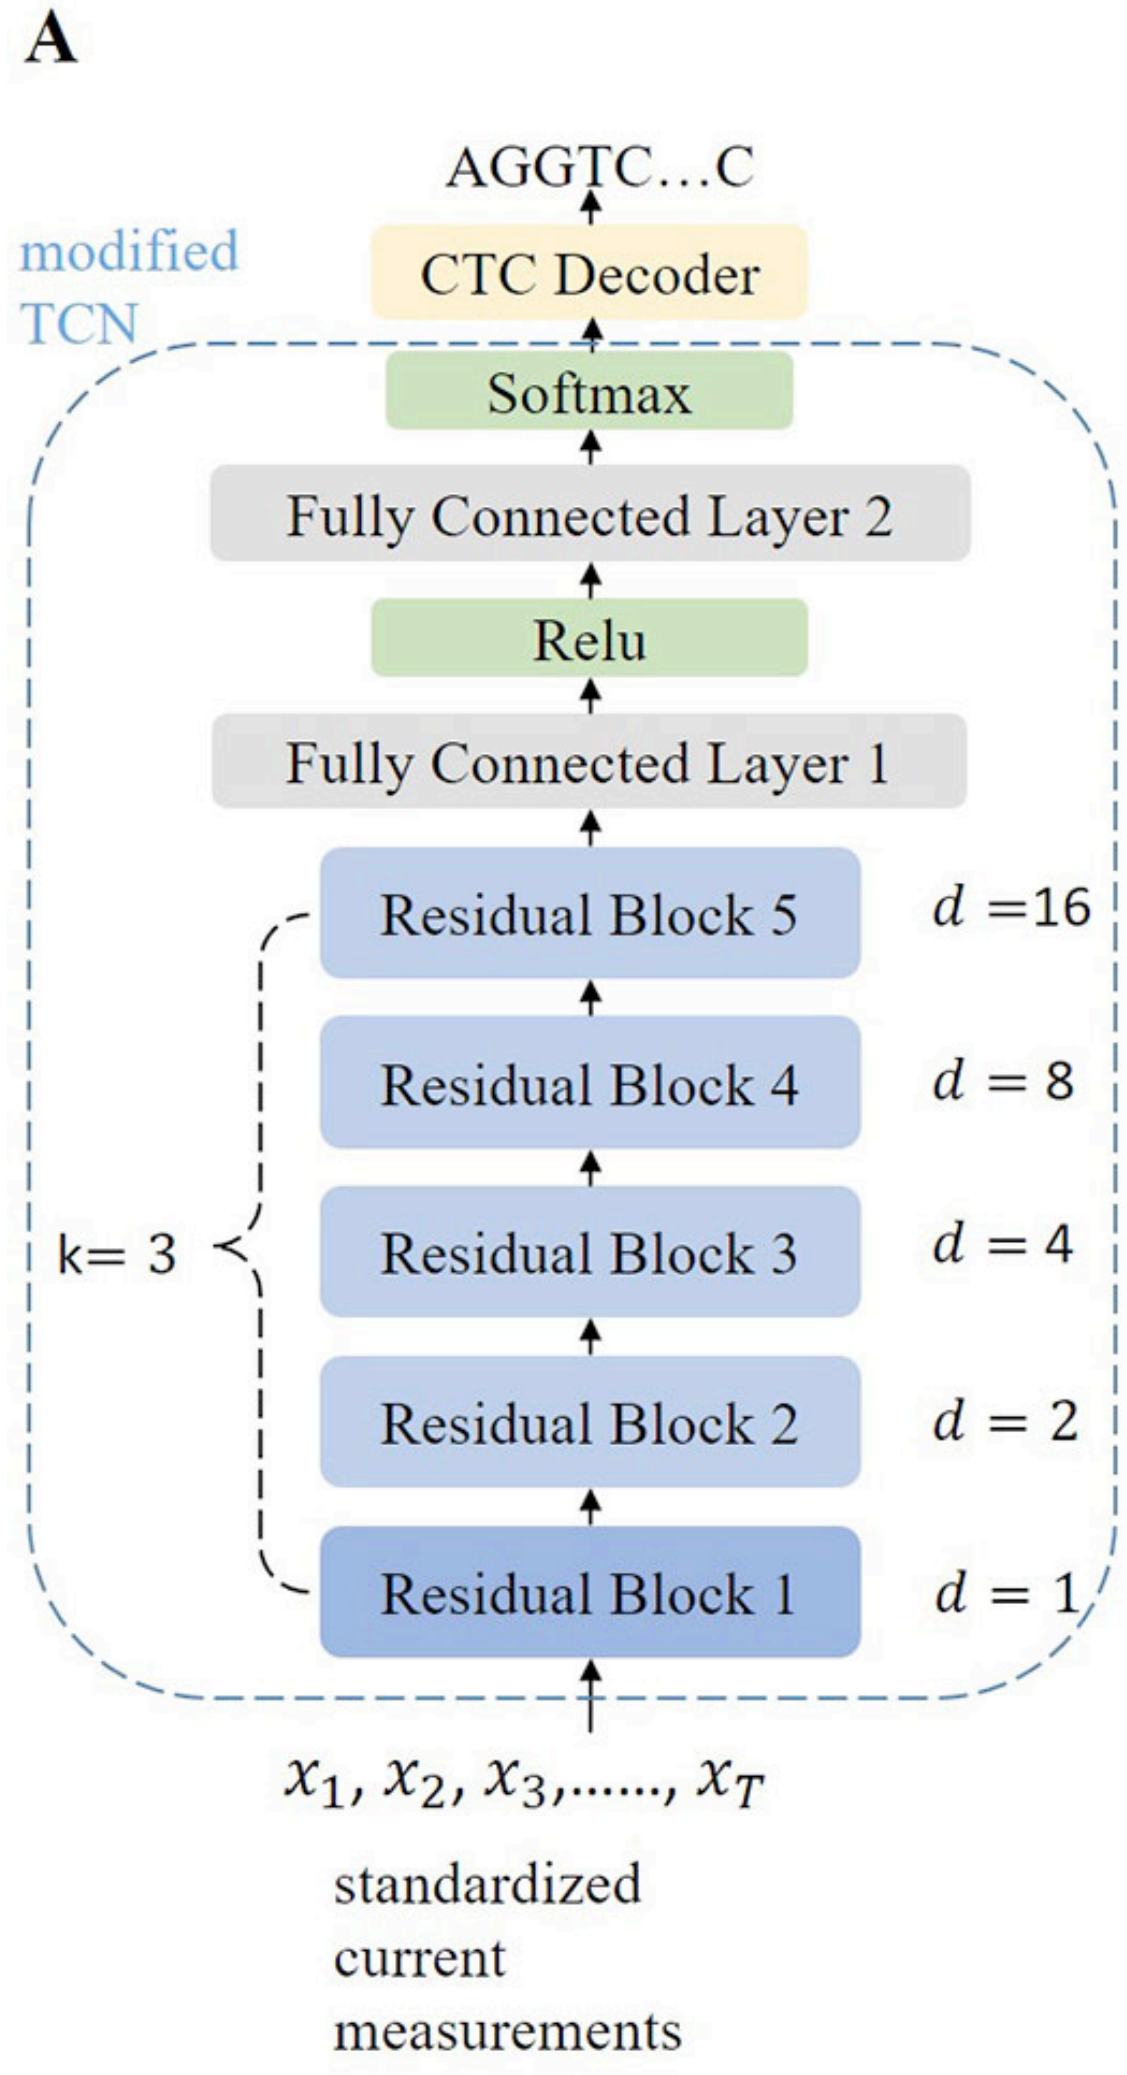 A
AGGTC…C
modified
TCN
CTC Decoder
Softmax
Fully Connected Layer 2
Relu
Fully Connected Layer 1
Residual Block 5
d =16
Residual Block 4
d = 8
k= 3
Residual Block 3
d = 4
Residual Block 2
d = 2
Residual Block 1
d = 1
x₁, x₂, x₃,……, x_T
standardized
current
measurements